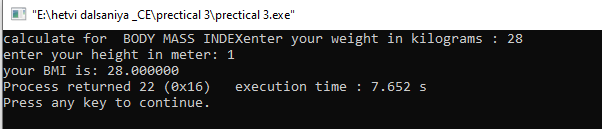 "E:\hetvi dalsaniya _CE\prectical 3\prectical 3.exe"
calculate for  BODY MASS INDEXenter your weight in kilograms : 28
enter your height in meter: 1
your BMI is: 28.000000
Process returned 22 (0x16)   execution time : 7.652 s
Press any key to continue.